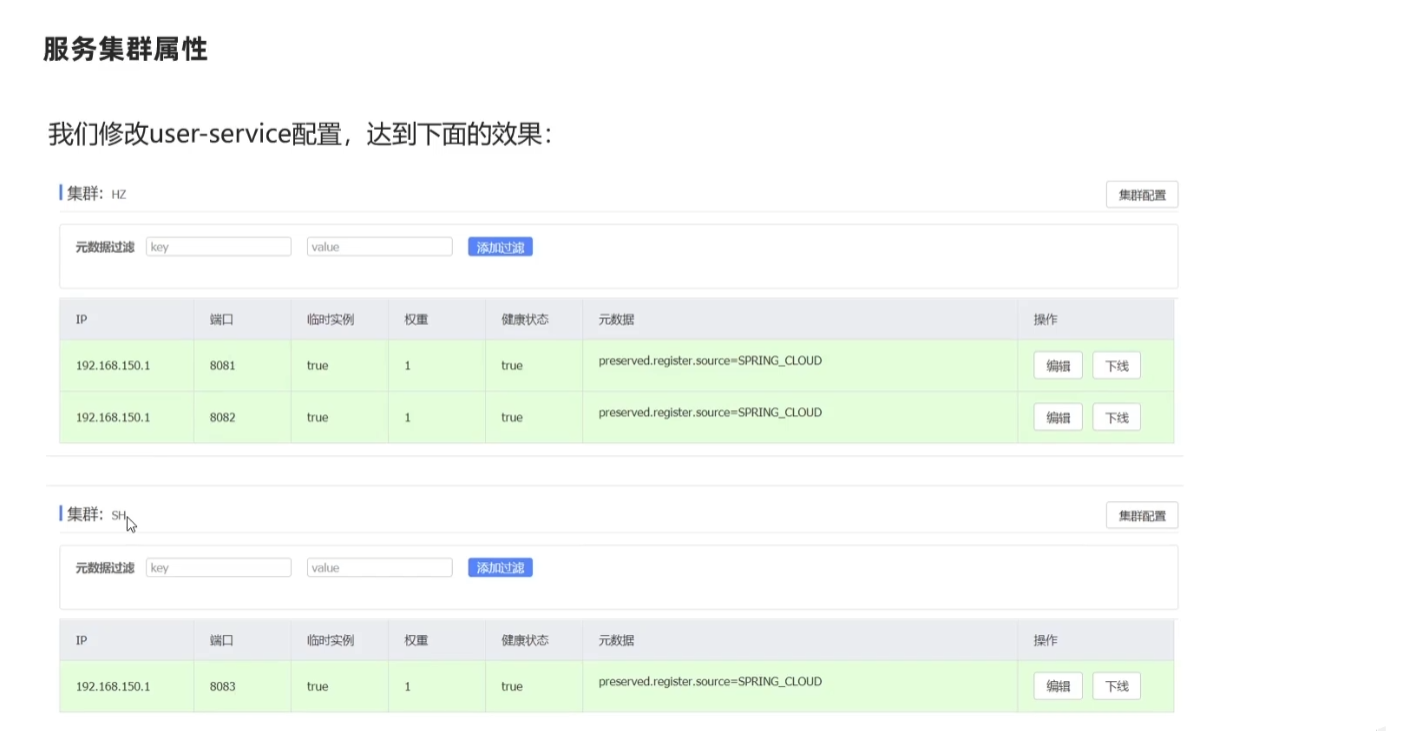 服务集群属性
我们修改user-service配置，达到下面的效果：
集群： HZ 集群配置
元数据过滤 key value 添加过滤
IP 端口 临时实例 权重 健康状态 元数据 操作
192.168.150.1 8081 true 1 true preserved.register.source=SPRING_CLOUD 编辑 下线
192.168.150.1 8082 true 1 true preserved.register.source=SPRING_CLOUD 编辑 下线
集群： SH 集群配置
元数据过滤 key value 添加过滤
IP 端口 临时实例 权重 健康状态 元数据 操作
192.168.150.1 8083 true 1 true preserved.register.source=SPRING_CLOUD 编辑 下线